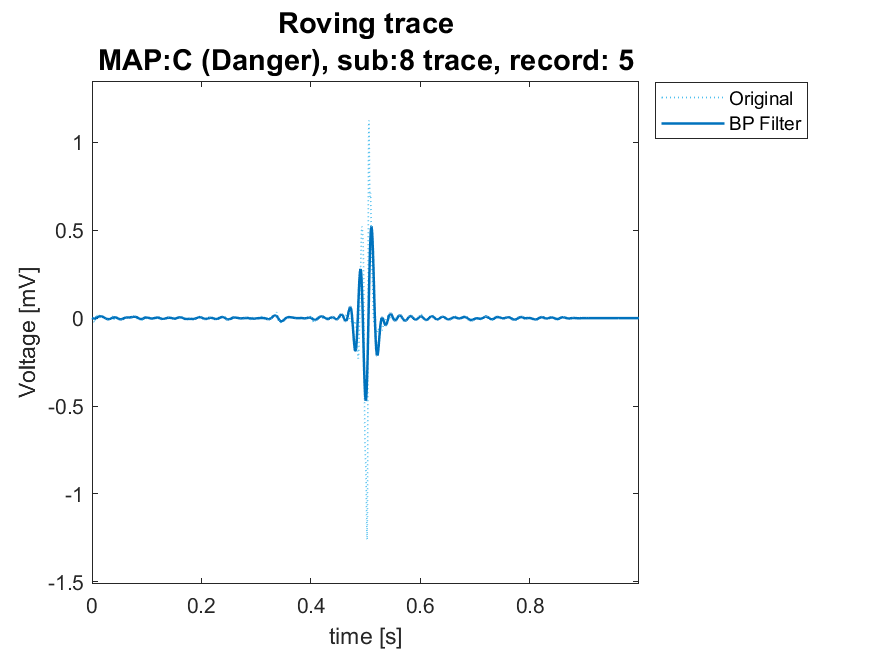 Roving trace
MAP:C (Danger), sub:8 trace, record: 5
Original
BP Filter
1
0.5
0
-0.5
-1
-1.5
Voltage [mV]
0
0.2
0.4
0.6
0.8
time [s]